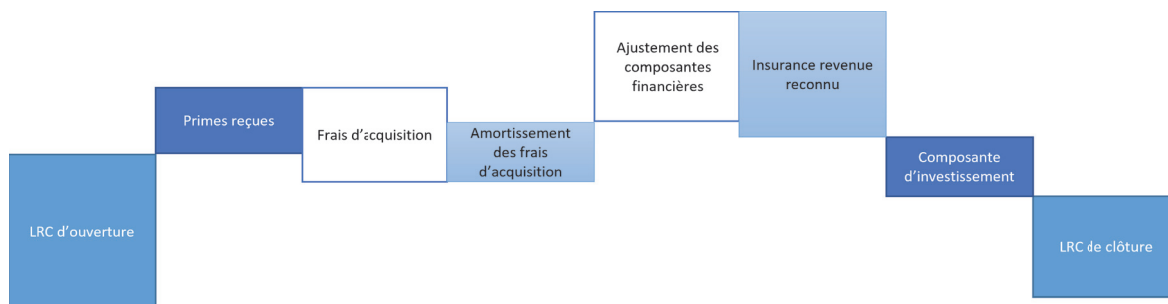 LRC d'ouverture
Primes reçues
Frais d'acquisition
Amortissement
des frais
d'acquisition
Ajustement des
composantes
financières
Insurance revenue
reconnu
Composante
d'investissement
LRC de clôture